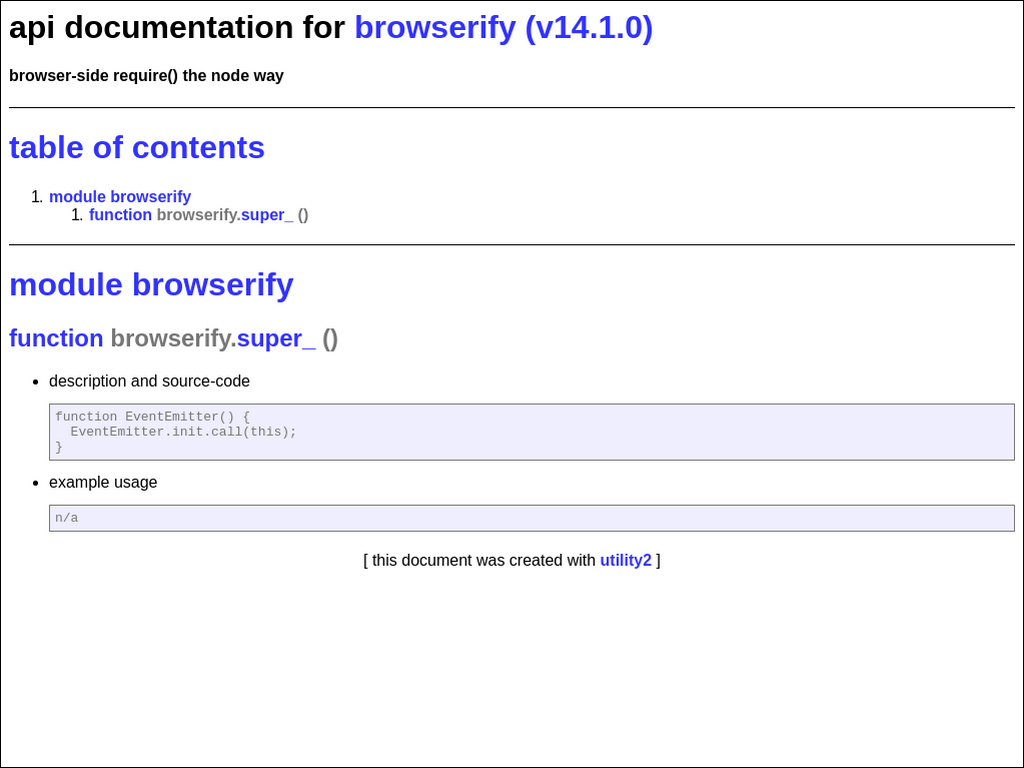 api documentation for browserify (v14.1.0)
browser-side require() the node way
table of contents
1. module browserify
1. function browserify.super_ ()
module browserify
function browserify.super_ ()
• description and source-code
function EventEmitter() {
  EventEmitter.init.call(this);
}
• example usage
n/a
[ this document was created with utility2 ]